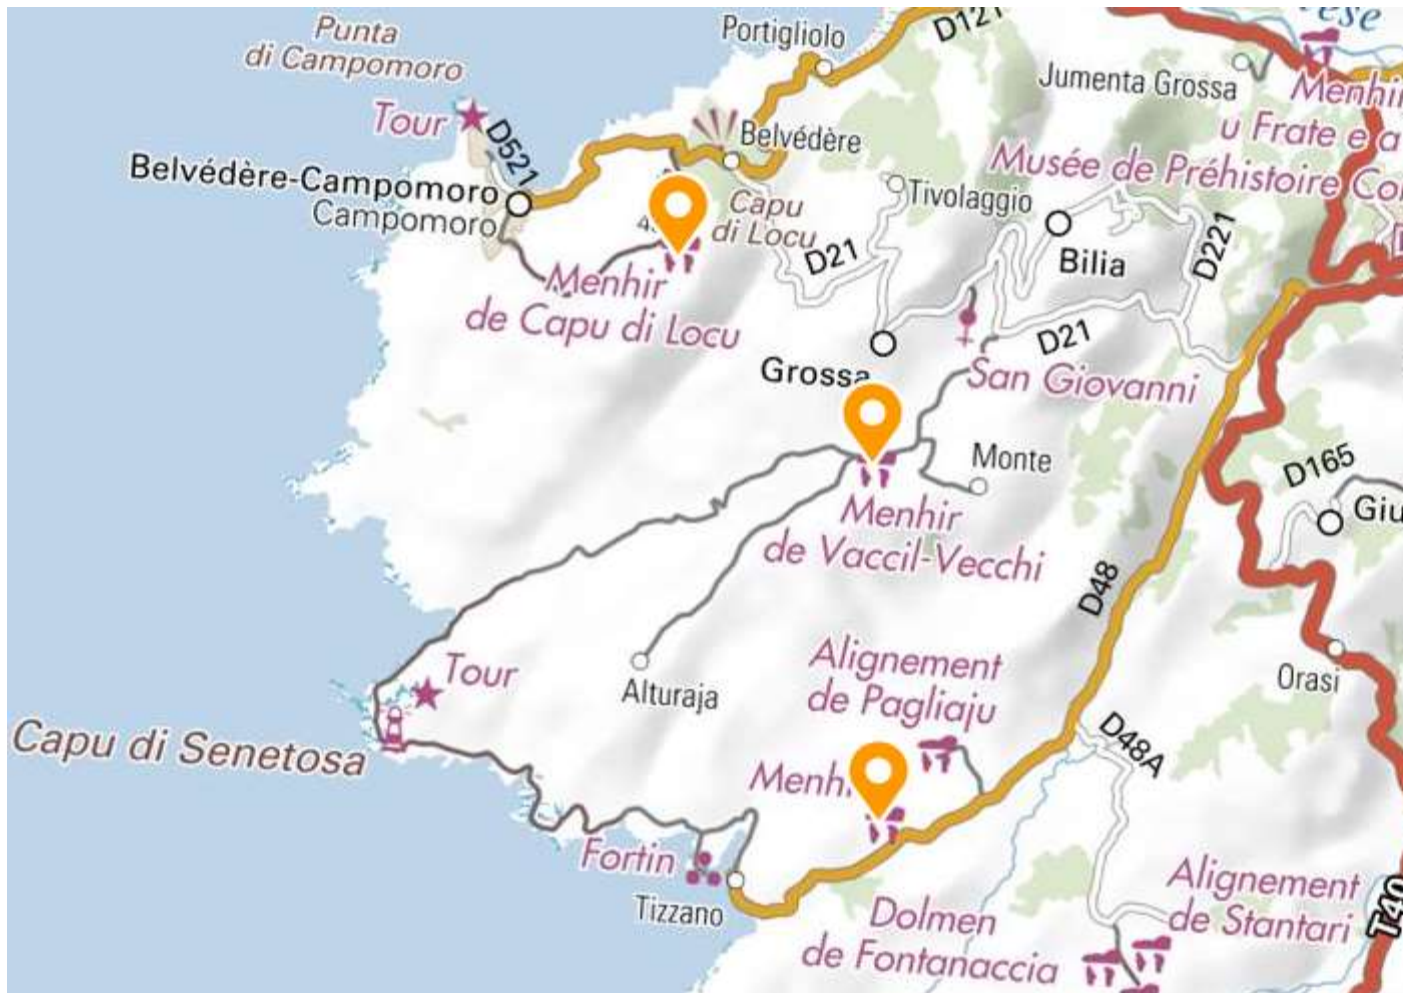 Punta
di Campomoro
Portigliolo
D121
Jumenta Grossa
Menhir
u Frate e a
Musée de Préhistoire Cor
Tour
D521
Belvédère
Belvédère-Campomoro
Campomoro
Capu
di Locu
Tivolaggio
Bilia
D221
D21
Menhir
de Capu di Locu
Grossa
D21
San Giovanni
Monte
D165
Giu
Menhir
de Vaccil-Vecchi
D48
Orasi
Tour
Alturaja
Alignement
de Pagliaju
Capu di Senetosa
D48A
Menh
Fortin
Tizzano
Dolmen
de Fontanaccia
Alignement
de Stantari
T40